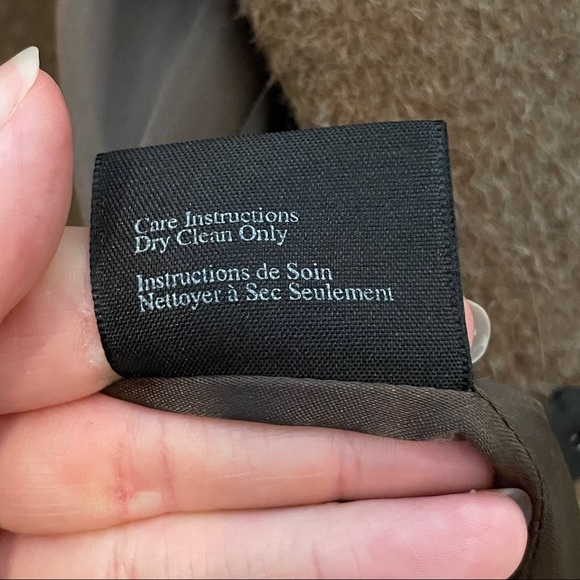 Care Instructions
Dry Clean Only
Instructions de Soin
Nettoyer à Sec Seulement